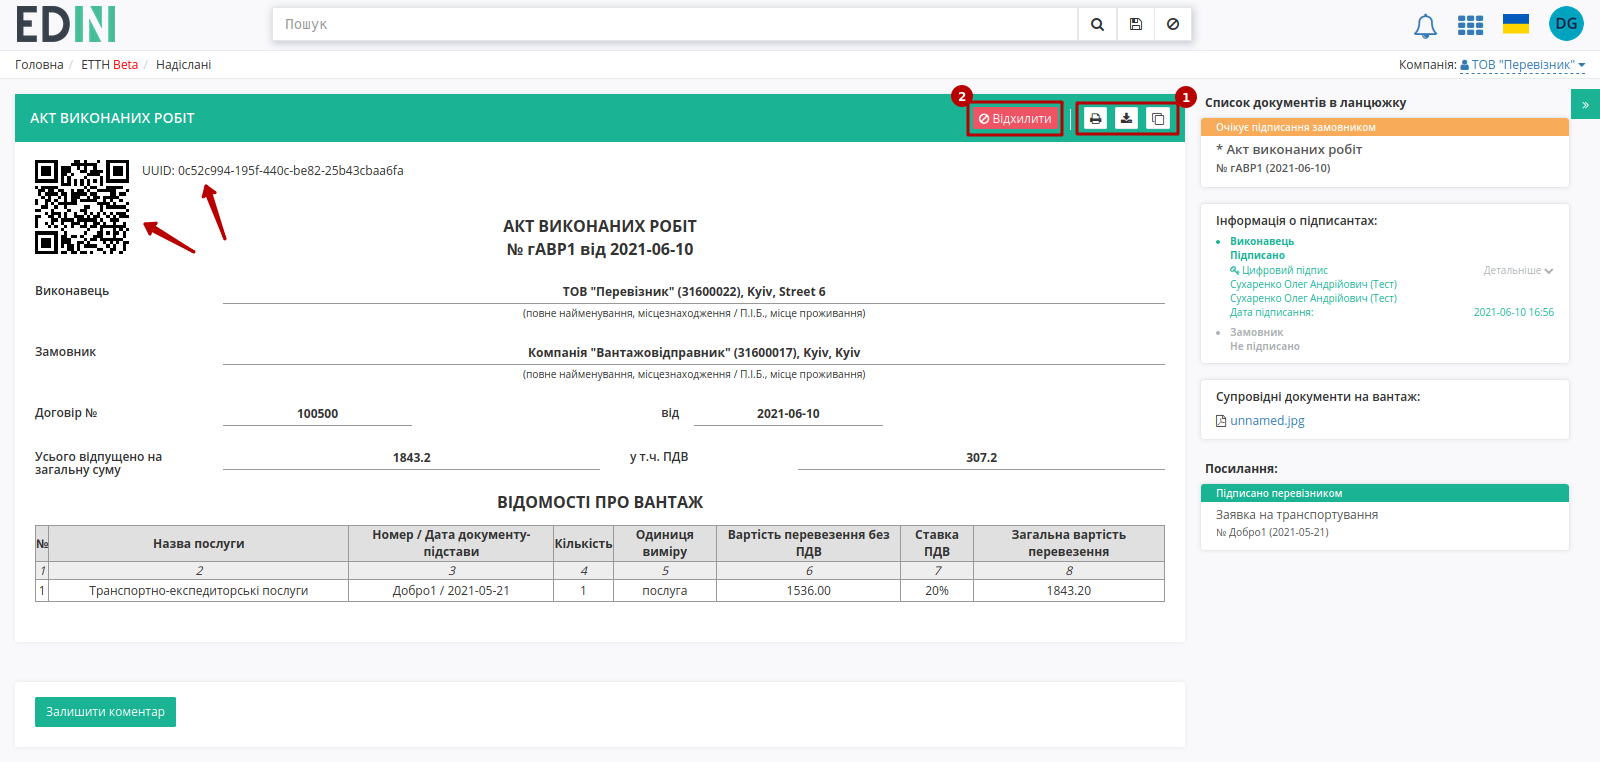 EDIN
Пошук
DG
Головна / ЕТТН Beta / Надіслані
Компанія: ТОВ "Перевізник"
АКТ ВИКОНАНИХ РОБІТ
2
Відхилити
1
UUID: 0c52c994-195f-440c-be82-25b43cbaa6fa
АКТ ВИКОНАНИХ РОБІТ
№ гАВР1 від 2021-06-10
Виконавець
ТОВ "Перевізник" (31600022), Kyiv, Street 6
(повне найменування, місцезнаходження / П.І.Б., місце проживання)
Замовник
Компанія "Вантажовідправник" (31600017), Kyiv, Kyiv
(повне найменування, місцезнаходження / П.І.Б., місце проживання)
Договір № 100500 від 2021-06-10
Усього відпущено на
загальну суму
1843.2 у т.ч. ПДВ 307.2
ВІДОМОСТІ ПРО ВАНТАЖ
№ Назва послуги Номер / Дата документу-підстави Кількість Одиниця виміру Вартість перевезення без ПДВ Ставка ПДВ Загальна вартість перевезення
1 2 3 4 5 6 7 8
1 Транспортно-експедиторські послуги Добро1 / 2021-05-21 1 послуга 1536.00 20% 1843.20
Залишити коментар
Список документів в ланцюжку
»
Очікує підписання замовником
* Акт виконаних робіт
№ гАВР1 (2021-06-10)
Інформація о підписантах:
Виконавець
Підписано
Цифровий підпис Детальніше
Сухаренко Олег Андрійович (Тест)
Сухаренко Олег Андрійович (Тест)
Дата підписання: 2021-06-10 16:56
Замовник
Не підписано
Супровідні документи на вантаж:
unnamed.jpg
Посилання:
Підписано перевізником
Заявка на транспортування
№ Добро1 (2021-05-21)